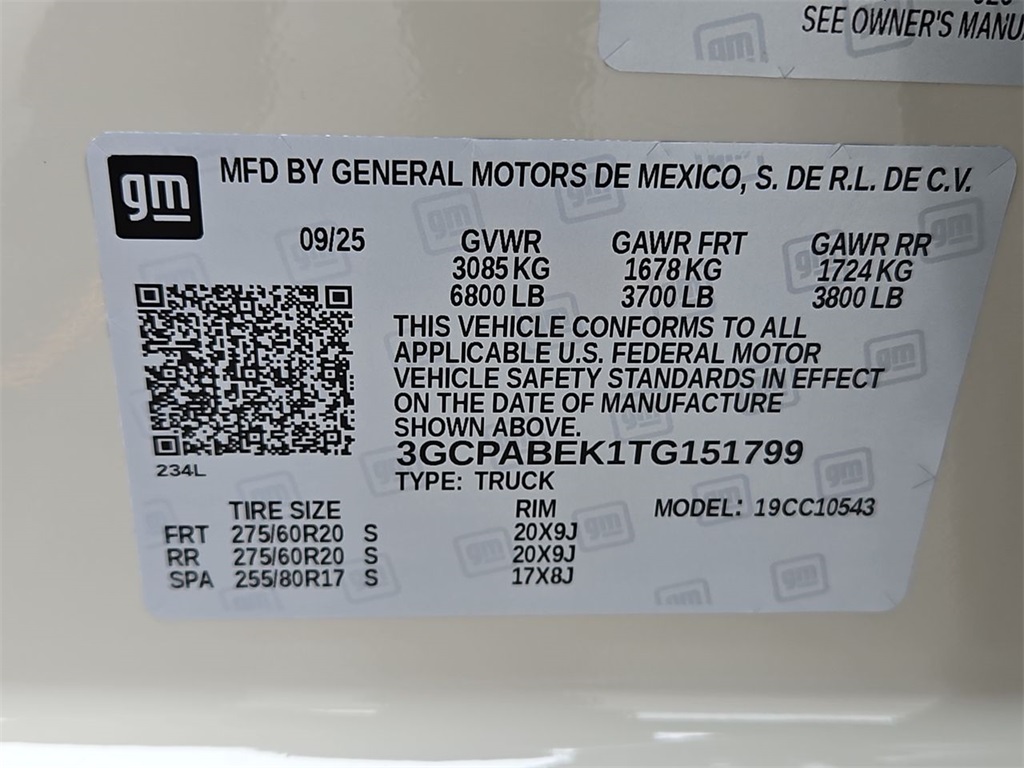 SEE OWNER'S MANU
gm
MFD BY GENERAL MOTORS DE MEXICO, S. DE R.L. DE C.V.
09/25 GVWR GAWR FRT GAWR RR
3085 KG 1678 KG 1724 KG
6800 LB 3700 LB 3800 LB
THIS VEHICLE CONFORMS TO ALL
APPLICABLE U.S. FEDERAL MOTOR
VEHICLE SAFETY STANDARDS IN EFFECT
ON THE DATE OF MANUFACTURE
SHOWN ABOVE.
3GCPABEK1TG151799
234L
TYPE: TRUCK
TIRE SIZE RIM MODEL: 19CC10543
FRT 275/60R20 S 20X9J
RR 275/60R20 S 20X9J
SPA 255/80R17 S 17X8J